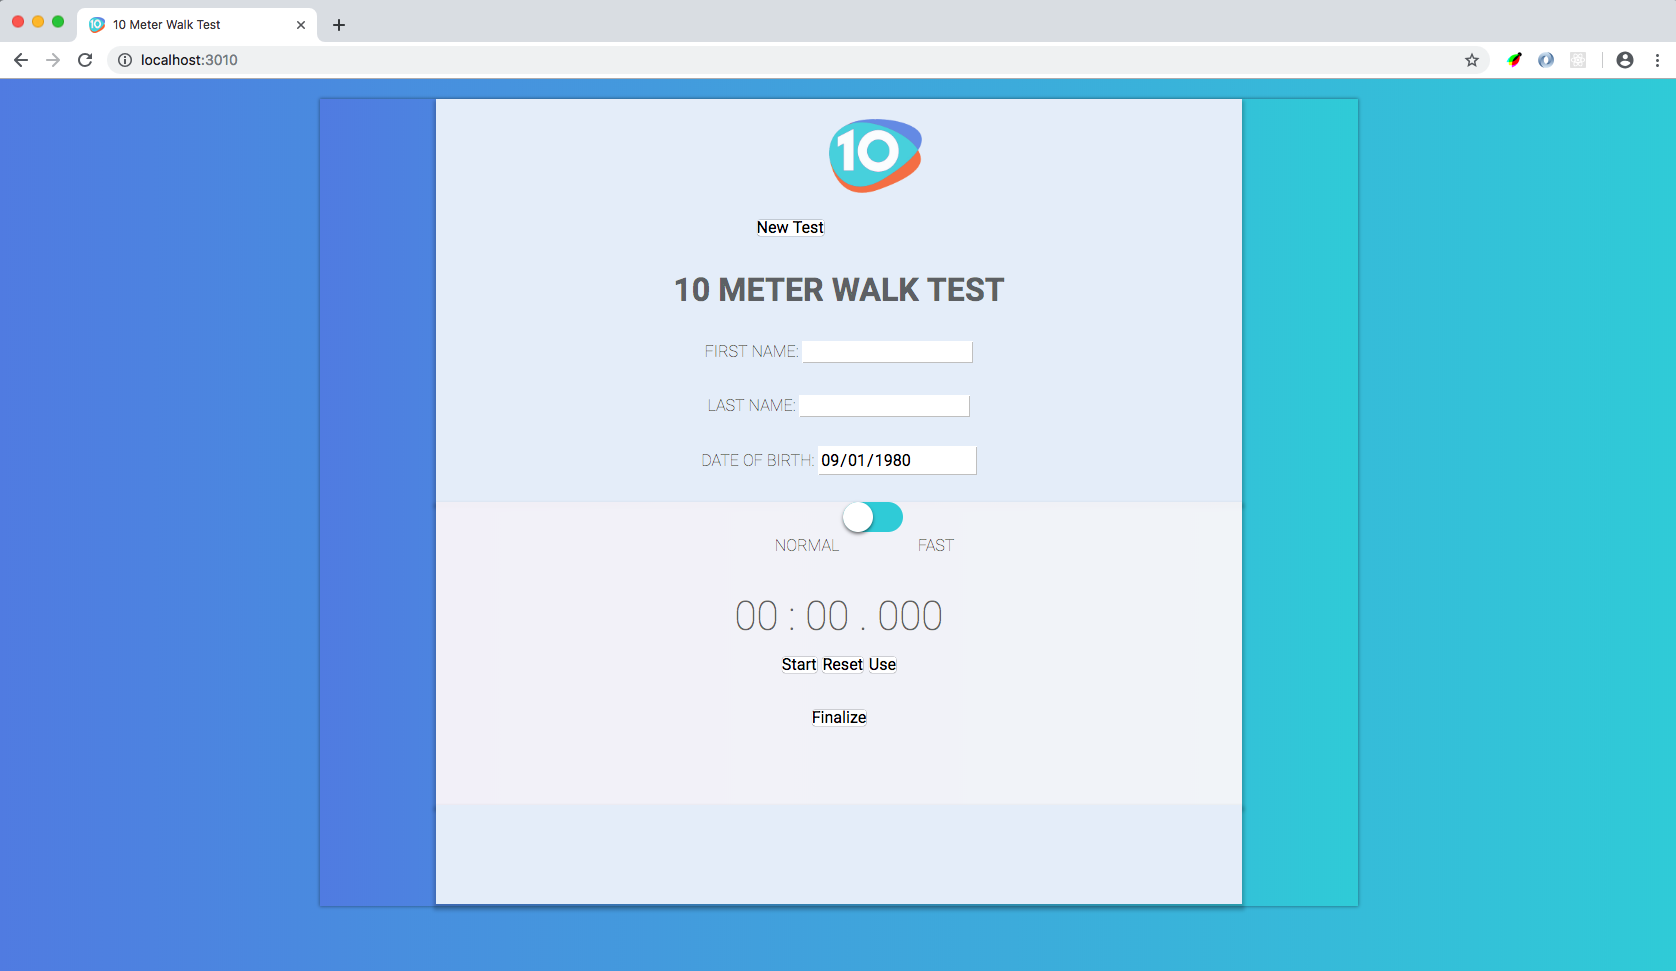 10 Meter Walk Test
localhost:3010
10
New Test
10 METER WALK TEST
FIRST NAME:
LAST NAME:
DATE OF BIRTH: 09/01/1980
NORMAL FAST
00 : 00 . 000
Start Reset Use
Finalize